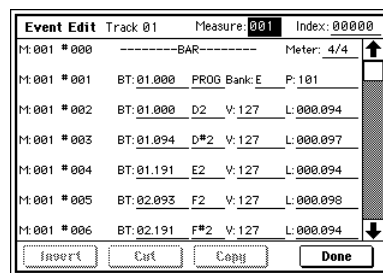 Event Edit Track 01 Measure: 001 Index: 00000
M: 001 #000 --------BAR-------- Meter: 4/4
M: 001 #001 BT: 01.000 PROG Bank: E P: 101
M: 001 #002 BT: 01.000 D2 V: 127 L: 000.094
M: 001 #003 BT: 01.094 D#2 V: 127 L: 000.097
M: 001 #004 BT: 01.191 E2 V: 127 L: 000.094
M: 001 #005 BT: 02.093 F2 V: 127 L: 000.098
M: 001 #006 BT: 02.191 F#2 V: 127 L: 000.094
Insert Cut Copy Done